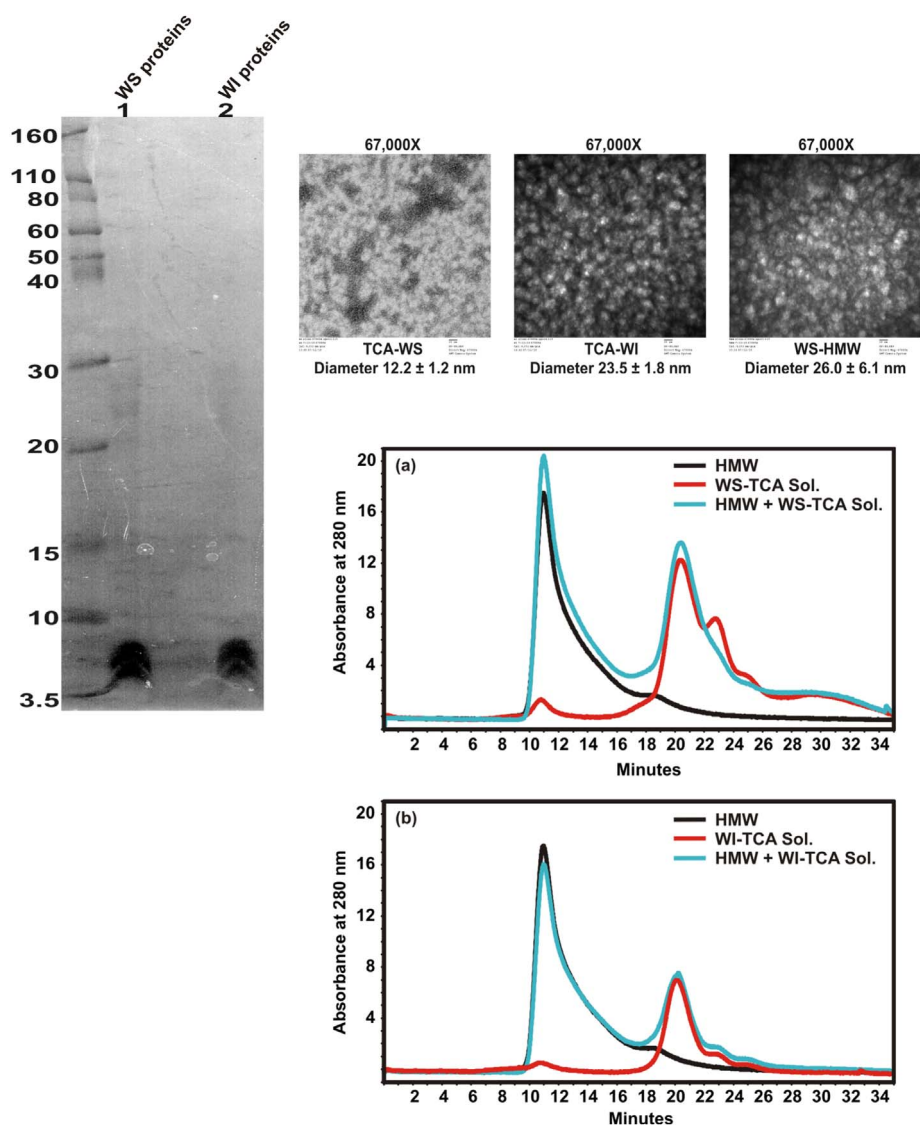 WS proteins
WI proteins
1
2
160
110
80
60
50
40
30
20
15
10
3.5
67,000X
67,000X
67,000X
TCA-WS
TCA-WI
WS-HMW
Diameter 12.2 ± 1.2 nm
Diameter 23.5 ± 1.8 nm
Diameter 26.0 ± 6.1 nm
(a)
HMW
WS-TCA Sol.
HMW + WS-TCA Sol.
Absorbance at 280 nm
20
16
12
8
4
2 4 6 8 10 12 14 16 18 20 22 24 26 28 30 32 34
Minutes
(b)
HMW
WI-TCA Sol.
HMW + WI-TCA Sol.
Absorbance at 280 nm
20
16
12
8
4
2 4 6 8 10 12 14 16 18 20 22 24 26 28 30 32 34
Minutes